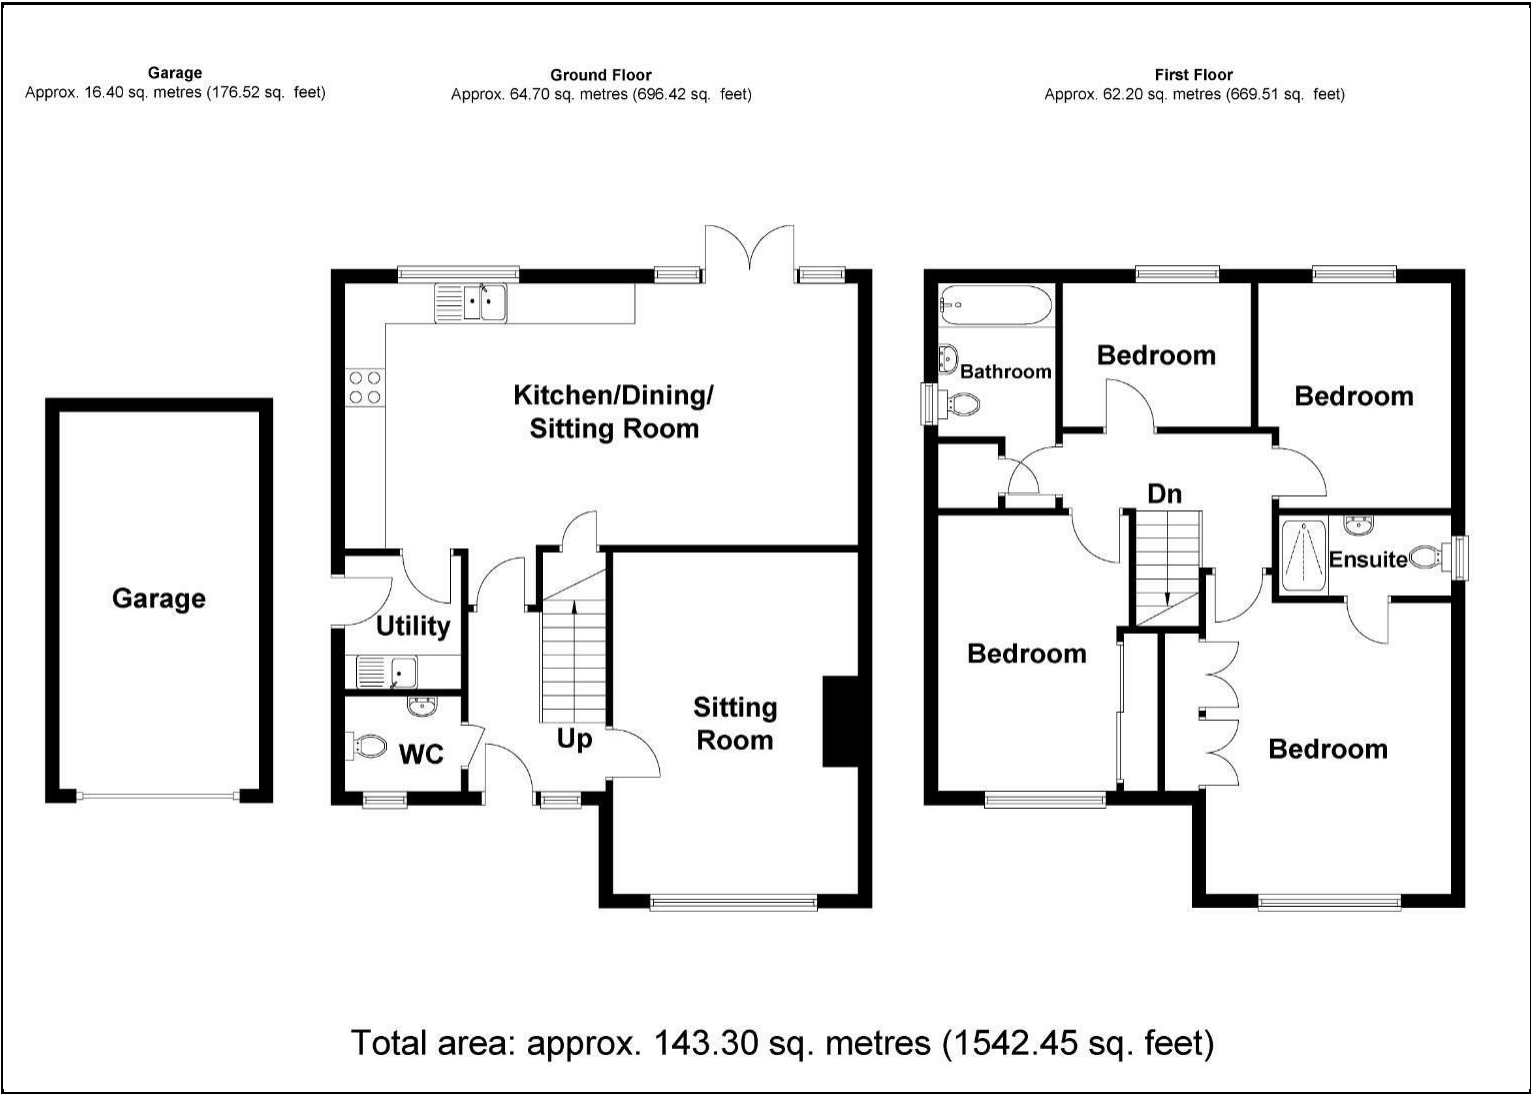 Garage
Approx. 16.40 sq. metres (176.52 sq. feet)
Ground Floor
Approx. 64.70 sq. metres (696.42 sq. feet)
First Floor
Approx. 62.20 sq. metres (669.51 sq. feet)
Garage
Kitchen/Dining/
Sitting Room
Utility
WC
Up
Sitting
Room
Bathroom
Bedroom
Bedroom
Dn
Ensuite
Bedroom
Bedroom
Total area: approx. 143.30 sq. metres (1542.45 sq. feet)